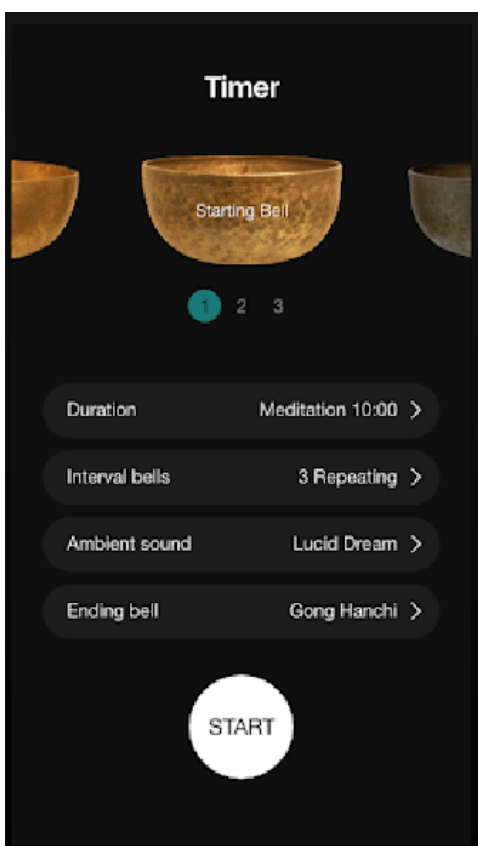 Timer
Starting Bell
1 2 3
Duration Meditation 10:00 >
Interval bells 3 Repeating >
Ambient sound Lucid Dream >
Ending bell Gong Hanchi >
START